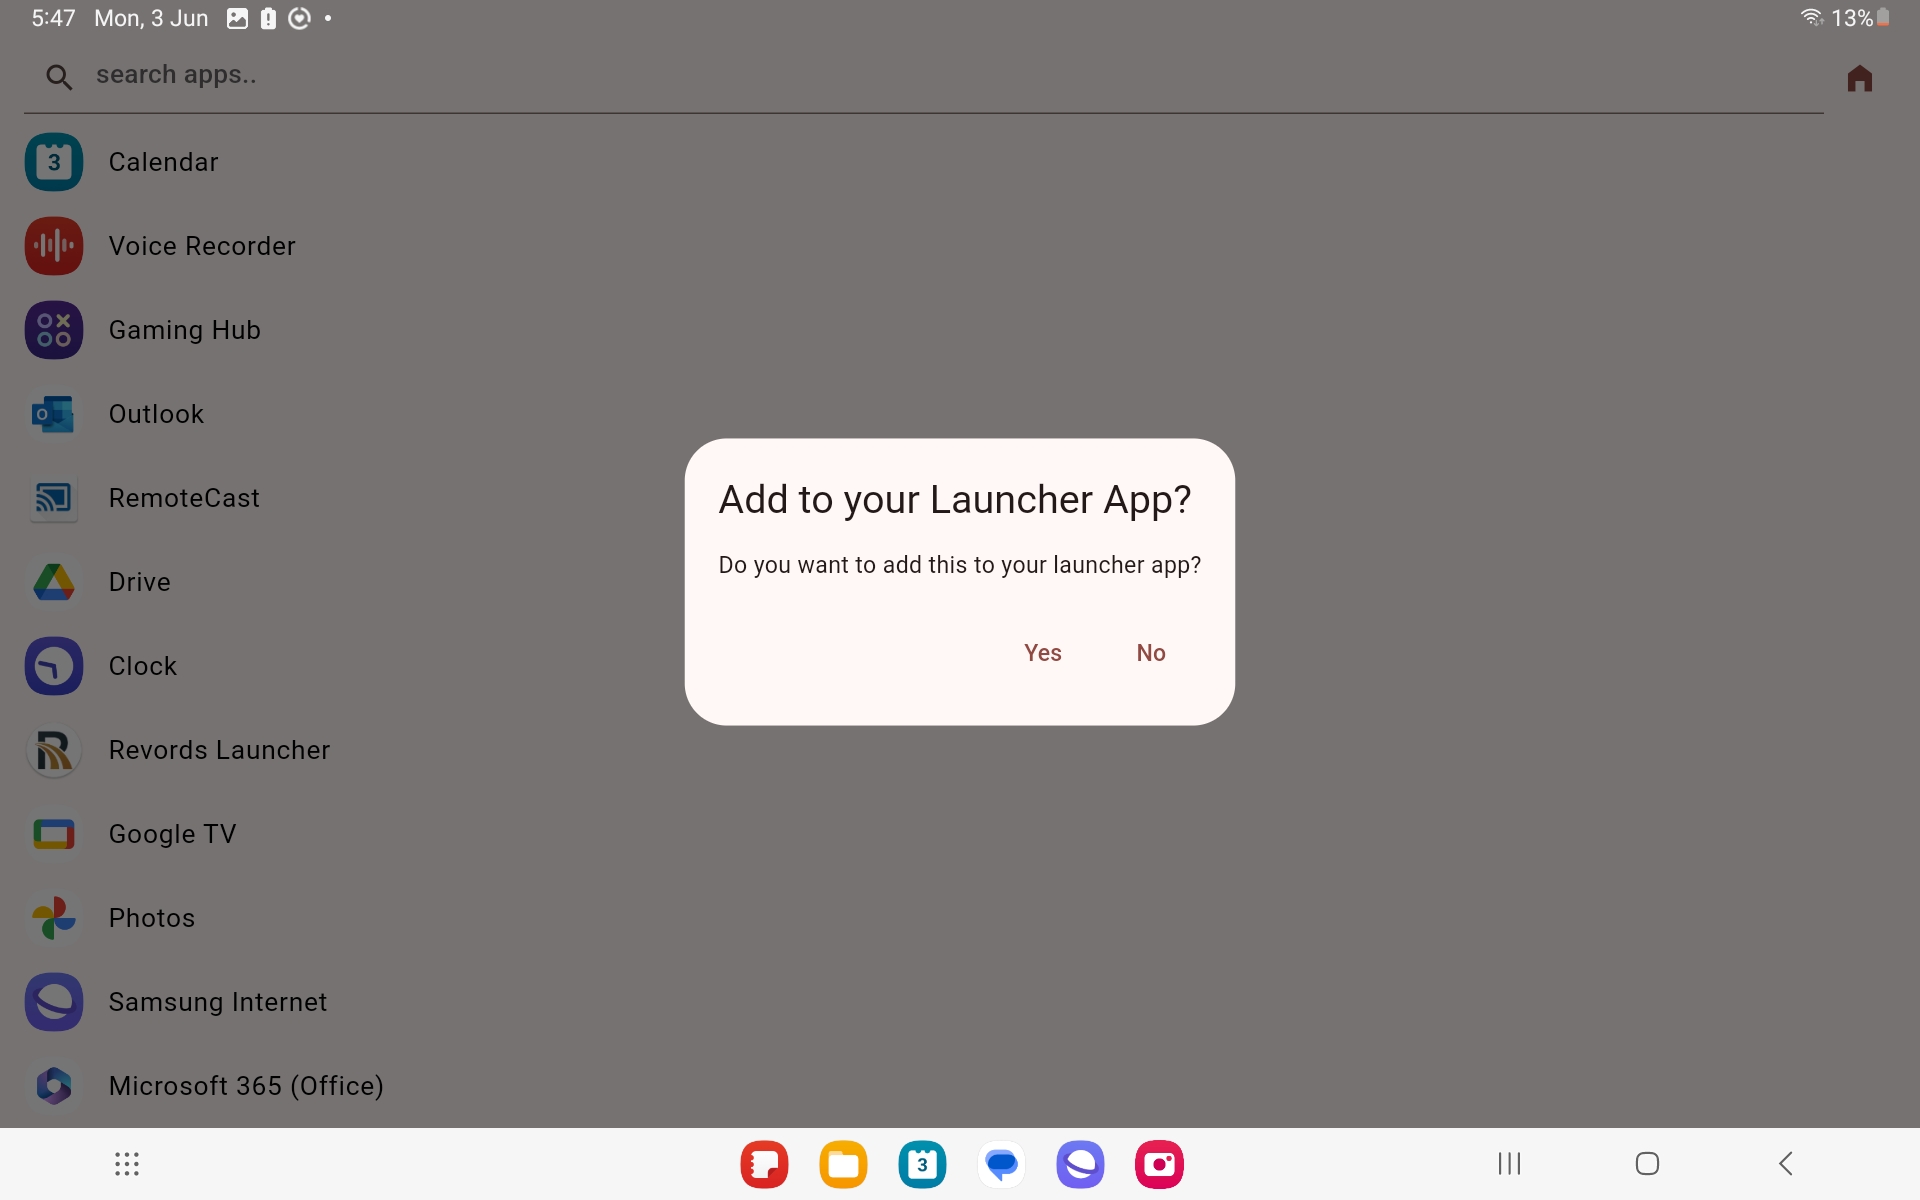 5:47 Mon, 3 Jun 13%
search apps..
3 Calendar
Voice Recorder
Gaming Hub
O Outlook
RemoteCast
Drive
Clock
R Revords Launcher
Google TV
Photos
Samsung Internet
Microsoft 365 (Office)
Add to your Launcher App?
Do you want to add this to your launcher app?
Yes No
3